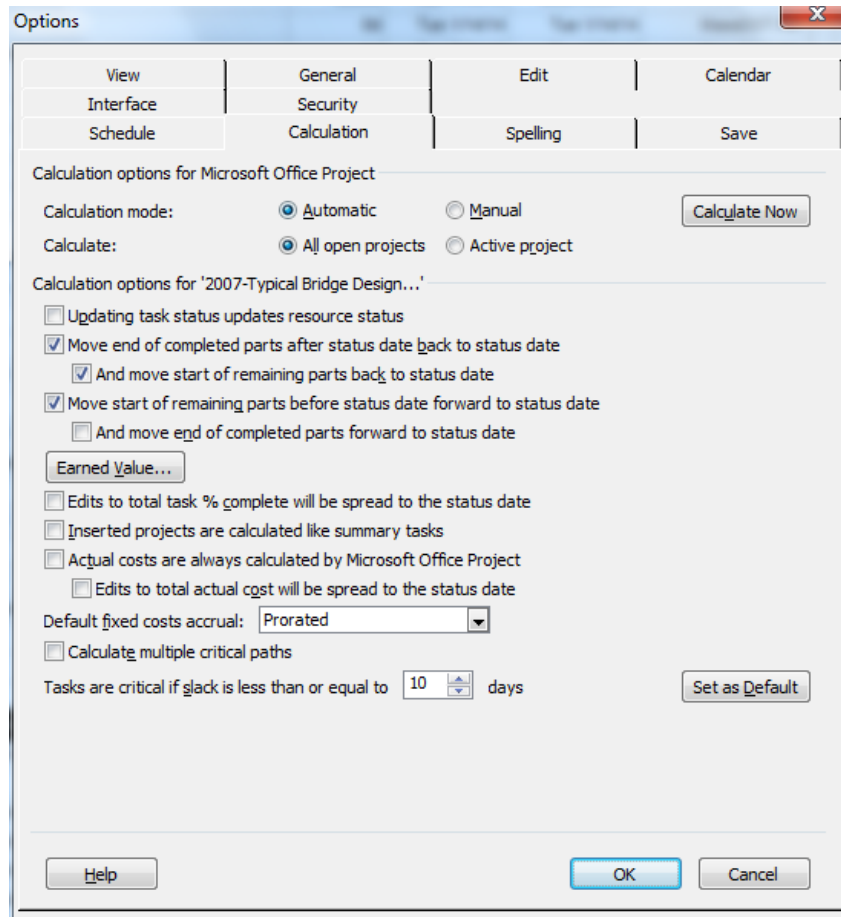 Options
X
View General Edit Calendar
Interface Security
Schedule Calculation Spelling Save
Calculation options for Microsoft Office Project
Calculation mode: Automatic Manual Calculate Now
Calculate: All open projects Active project
Calculation options for '2007-Typical Bridge Design...'
Updating task status updates resource status
Move end of completed parts after status date back to status date
And move start of remaining parts back to status date
Move start of remaining parts before status date forward to status date
And move end of completed parts forward to status date
Earned Value...
Edits to total task % complete will be spread to the status date
Inserted projects are calculated like summary tasks
Actual costs are always calculated by Microsoft Office Project
Edits to total actual cost will be spread to the status date
Default fixed costs accrual: Prorated
Calculate multiple critical paths
Tasks are critical if slack is less than or equal to 10 days Set as Default
Help OK Cancel